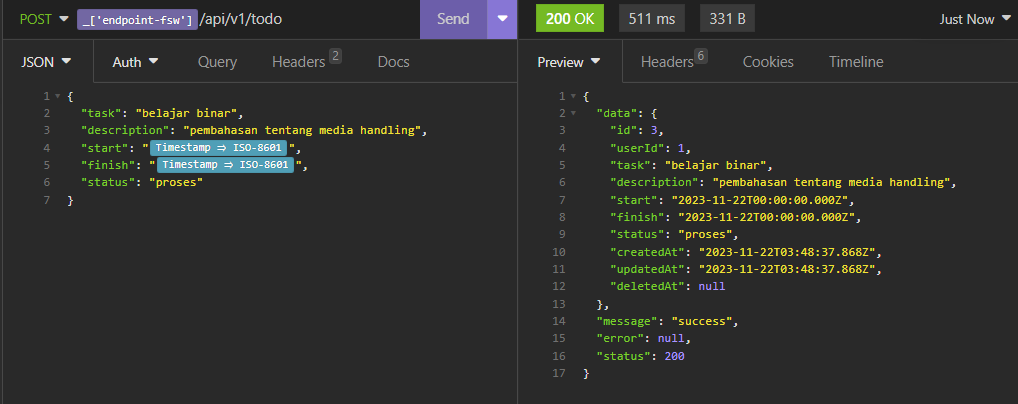 POST _['endpoint-fsw'] /api/v1/todo Send 200 OK 511 ms 331 B Just Now
JSON Auth Query Headers 2 Docs
1 {
2 "task": "belajar binar",
3 "description": "pembahasan tentang media handling",
4 "start": "Timestamp ⇒ ISO-8601",
5 "finish": "Timestamp ⇒ ISO-8601",
6 "status": "proses"
7 }
Preview Headers 6 Cookies Timeline
1 {
2 "data": {
3 "id": 3,
4 "userId": 1,
5 "task": "belajar binar",
6 "description": "pembahasan tentang media handling",
7 "start": "2023-11-22T00:00:00.000Z",
8 "finish": "2023-11-22T00:00:00.000Z",
9 "status": "proses",
10 "createdAt": "2023-11-22T03:48:37.868Z",
11 "updatedAt": "2023-11-22T03:48:37.868Z",
12 "deletedAt": null
13 },
14 "message": "success",
15 "error": null,
16 "status": 200
17 }